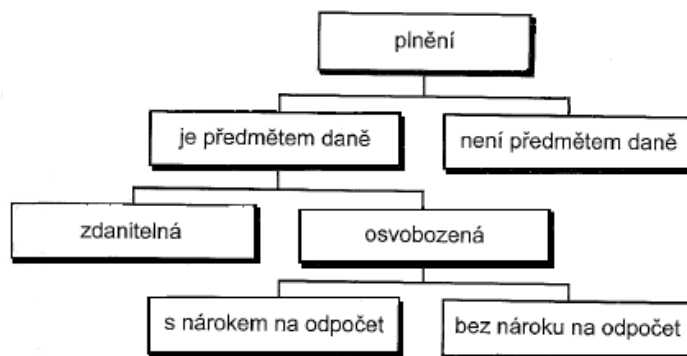 plnění
je předmětem daně
není předmětem daně
zdanitelná
osvobozená
s nárokem na odpočet
bez nároku na odpočet